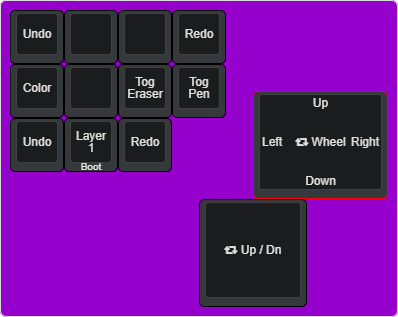 Undo
Redo
Color
Tog
Eraser
Tog
Pen
Undo
Layer
1
Boot
Redo
Up
Left
Wheel
Right
Down
Up / Dn